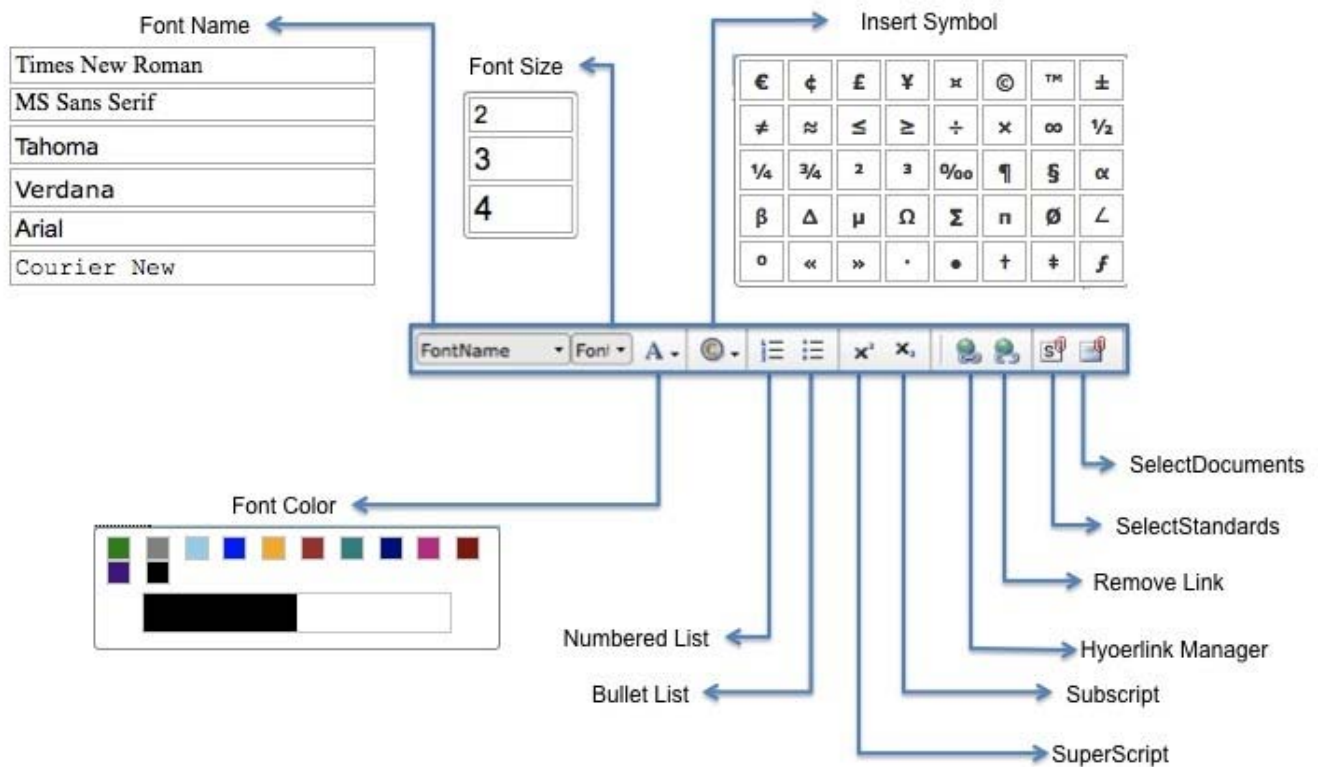 Font Name
Times New Roman
MS Sans Serif
Tahoma
Verdana
Arial
Courier New
Font Size
2
3
4
Insert Symbol
€ ¢ £ ¥ ¤ © ™ ±
≠ ≈ ≤ ≥ ÷ × ∞ ½
¼ ¾ ² ³ ‰ ¶ § α
β Δ µ Ω Σ π Ø ∠
º « » · • † ‡ ƒ
FontName Font A © x² x₂ S
Font Color
Numbered List
Bullet List
SelectDocuments
SelectStandards
Remove Link
Hyoerlink Manager
Subscript
SuperScript